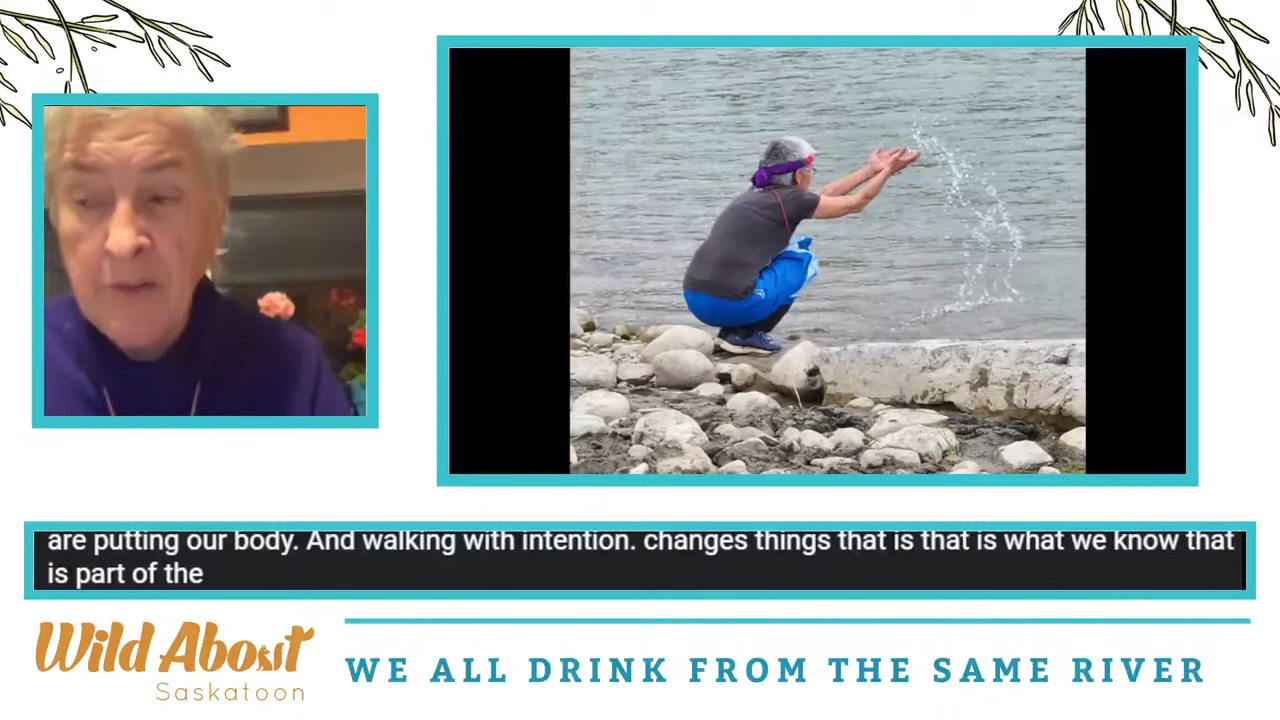 are putting our body. And walking with intention. changes things that is that is what we know that
is part of the
Wild About
Saskatoon
WE ALL DRINK FROM THE SAME RIVER